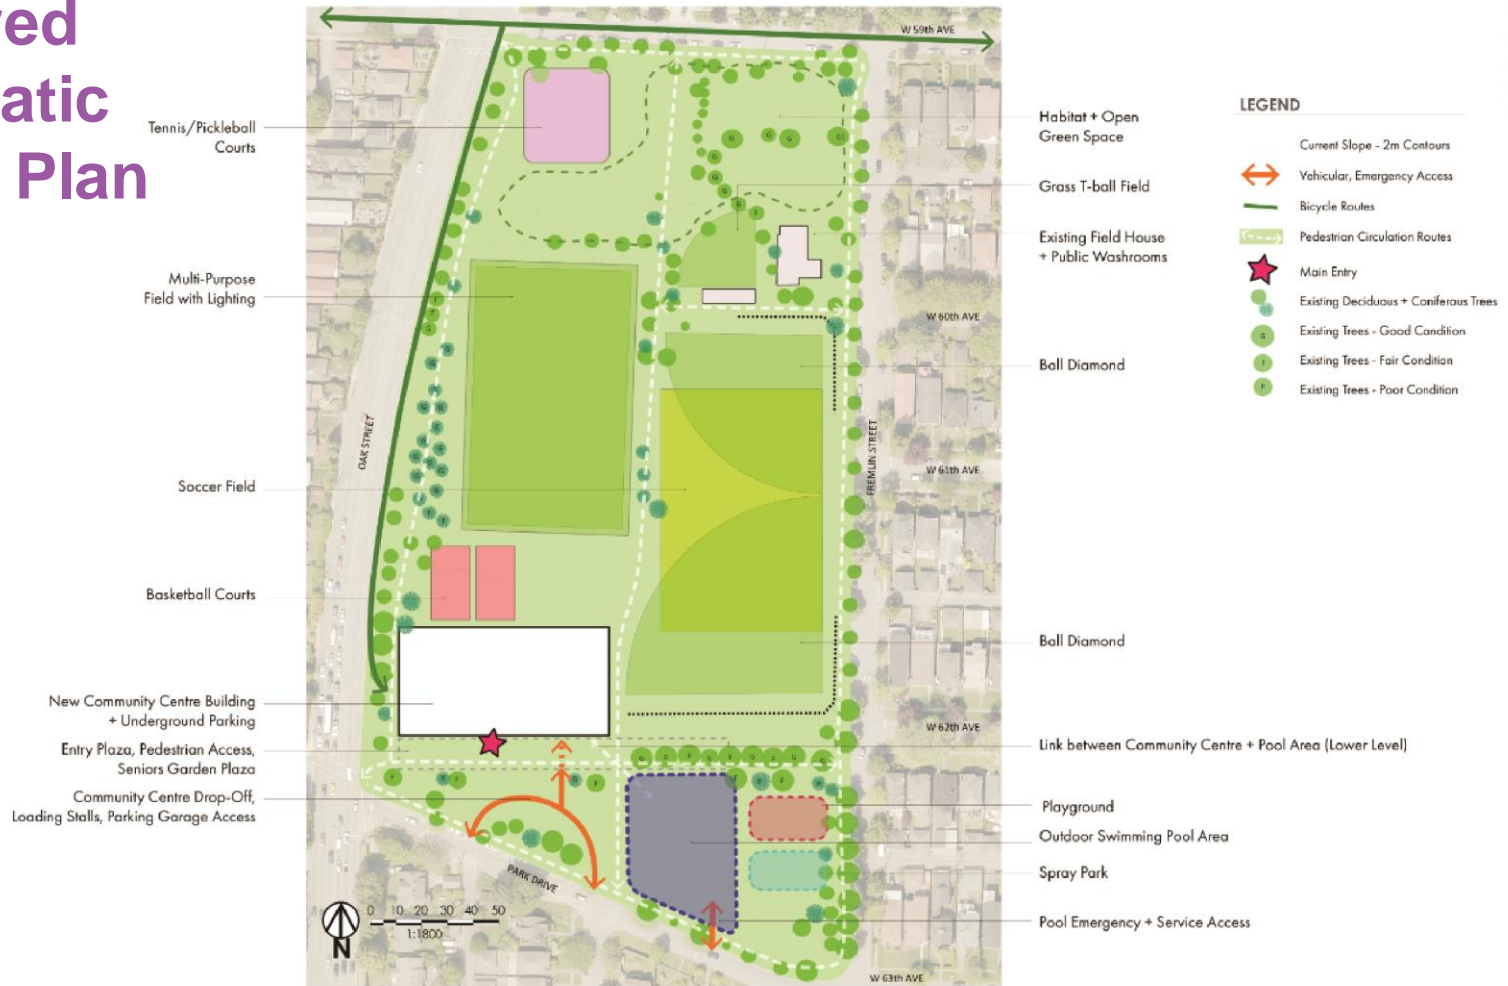 ved
atic
Plan
Tennis/Pickleball
Courts
Multi-Purpose
Field with Lighting
Soccer Field
Basketball Courts
New Community Centre Building
+ Underground Parking
Entry Plaza, Pedestrian Access,
Seniors Garden Plaza
Community Centre Drop-Off,
Loading Stalls, Parking Garage Access
W 59th AVE
OAK STREET
FREMLIN STREET
W 60th AVE
W 61th AVE
W 62th AVE
W 63th AVE
PARK DRIVE
0 10 20 30 40 50
1:1800
N
Habitat + Open
Green Space
Grass T-ball Field
Existing Field House
+ Public Washrooms
Ball Diamond
Ball Diamond
Link between Community Centre + Pool Area (Lower Level)
Playground
Outdoor Swimming Pool Area
Spray Park
Pool Emergency + Service Access
LEGEND
Current Slope - 2m Contours
Vehicular, Emergency Access
Bicycle Routes
Pedestrian Circulation Routes
Main Entry
Existing Deciduous + Coniferous Trees
G
Existing Trees - Good Condition
Existing Trees - Fair Condition
P
Existing Trees - Poor Condition